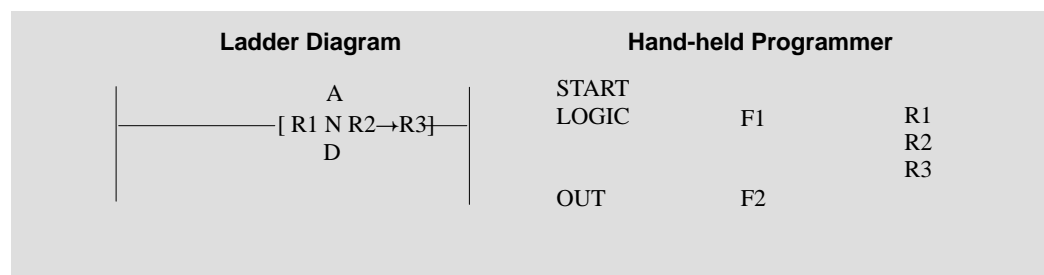 Ladder Diagram
A
[ R1 N R2→R3]
D
Hand-held Programmer
START
LOGIC F1 R1
R2
R3
OUT F2